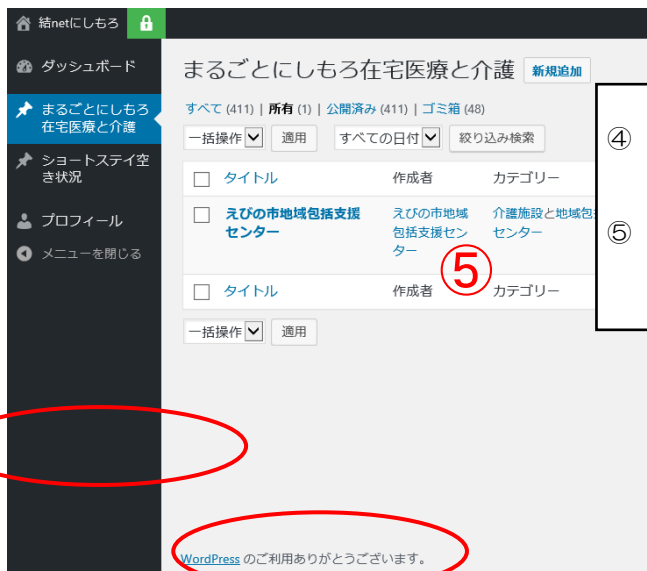 結netにしもろ
ダッシュボード
まるごとにしもろ
在宅医療と介護
ショートステイ空
き状況
プロフィール
メニューを閉じる
まるごとにしもろ在宅医療と介護 新規追加
すべて (411) | 所有 (1) | 公開済み (411) | ゴミ箱 (48)
一括操作 適用 すべての日付 絞り込み検索
タイトル 作成者 カテゴリー
えびの市地域包括支援
センター
えびの市地域
包括支援セン
ター
介護施設と地域包
センター
タイトル 作成者 カテゴリー
一括操作 適用
⑤
④
⑤
WordPress のご利用ありがとうございます。